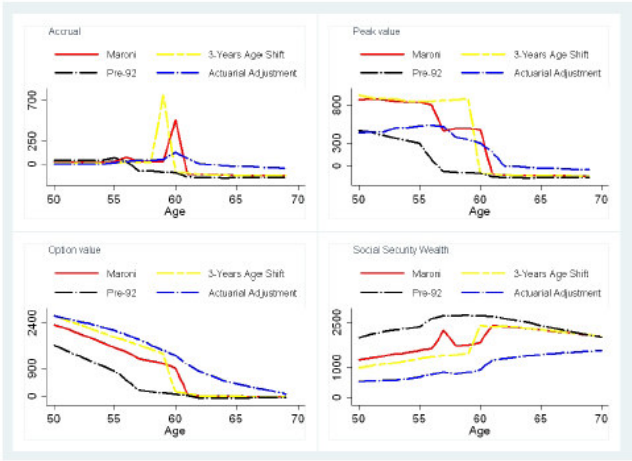 Accrual
Maroni 3-Years Age Shift
Pre-92 Actuarial Adjustment
700
250
0
50 55 60 65 70
Age
Peak value
Maroni 3-Years Age Shift
Pre-92 Actuarial Adjustment
800
300
0
50 55 60 65 70
Age
Option value
Maroni 3-Years Age Shift
Pre-92 Actuarial Adjustment
2400
900
0
50 55 60 65 70
Age
Social Security Wealth
Maroni 3-Years Age Shift
Pre-92 Actuarial Adjustment
2500
1000
0
50 55 60 65 70
Age